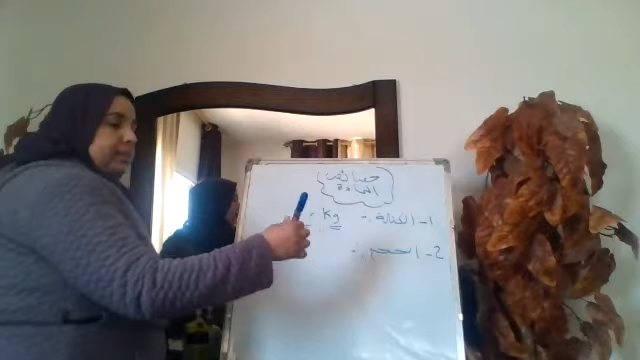 خصائص
المادة
1- الكتلة :- kg
2- الحجم :-